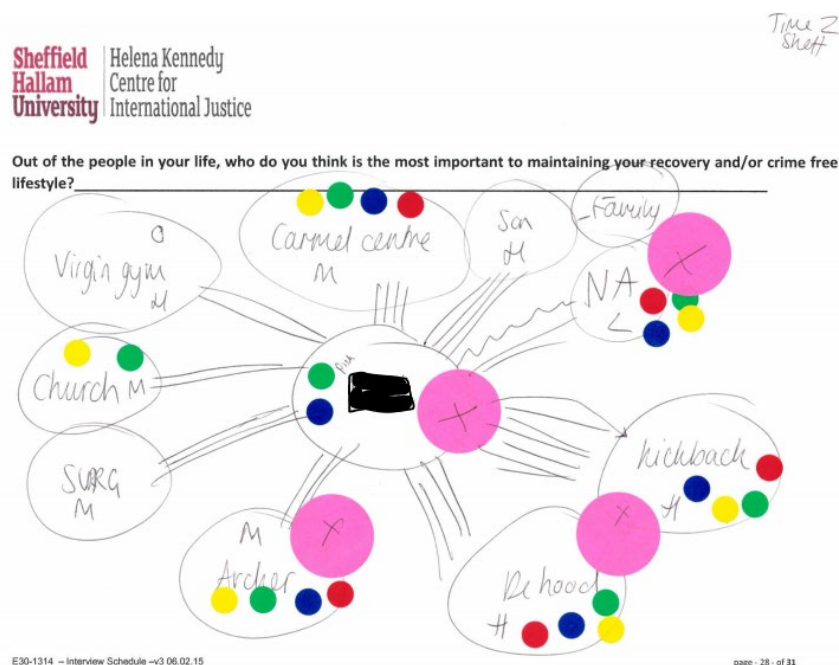 Time 2
Sheff
Sheffield
Hallam
University
Helena Kennedy
Centre for
International Justice
Out of the people in your life, who do you think is the most important to maintaining your recovery and/or crime free
lifestyle?
Family
Carmel centre
M
Son
H
O
Virgin gym
M
NA
L
X
Church M
X
kickback
H
SURG
M
M
X
Archer
X
De hood
H
E30-1314 – Interview Schedule –v3 06.02.15
page - 28 - of 31